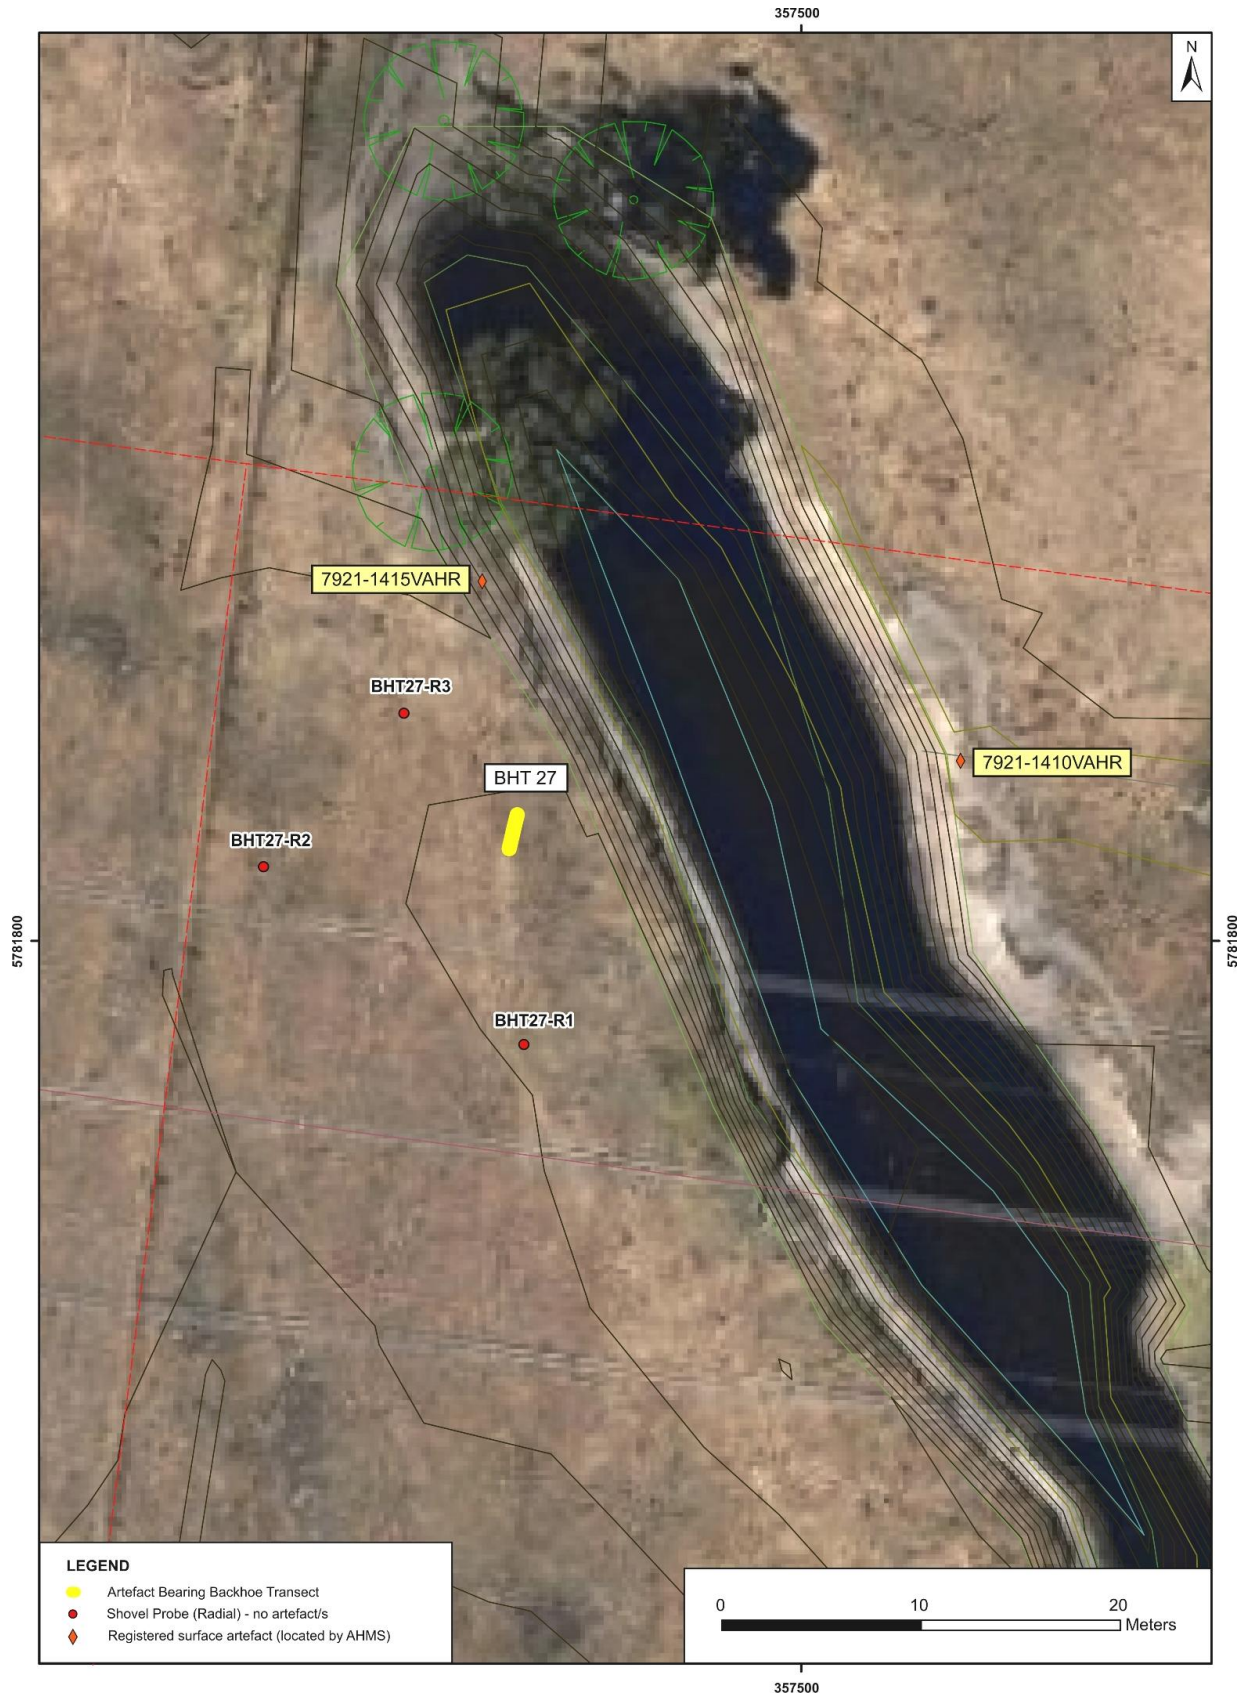 357500
N
7921-1415VAHR
BHT27-R3
7921-1410VAHR
BHT 27
BHT27-R2
5781800
5781800
BHT27-R1
LEGEND
Artefact Bearing Backhoe Transect
Shovel Probe (Radial) - no artefact/s
Registered surface artefact (located by AHMS)
0 10 20
Meters
357500